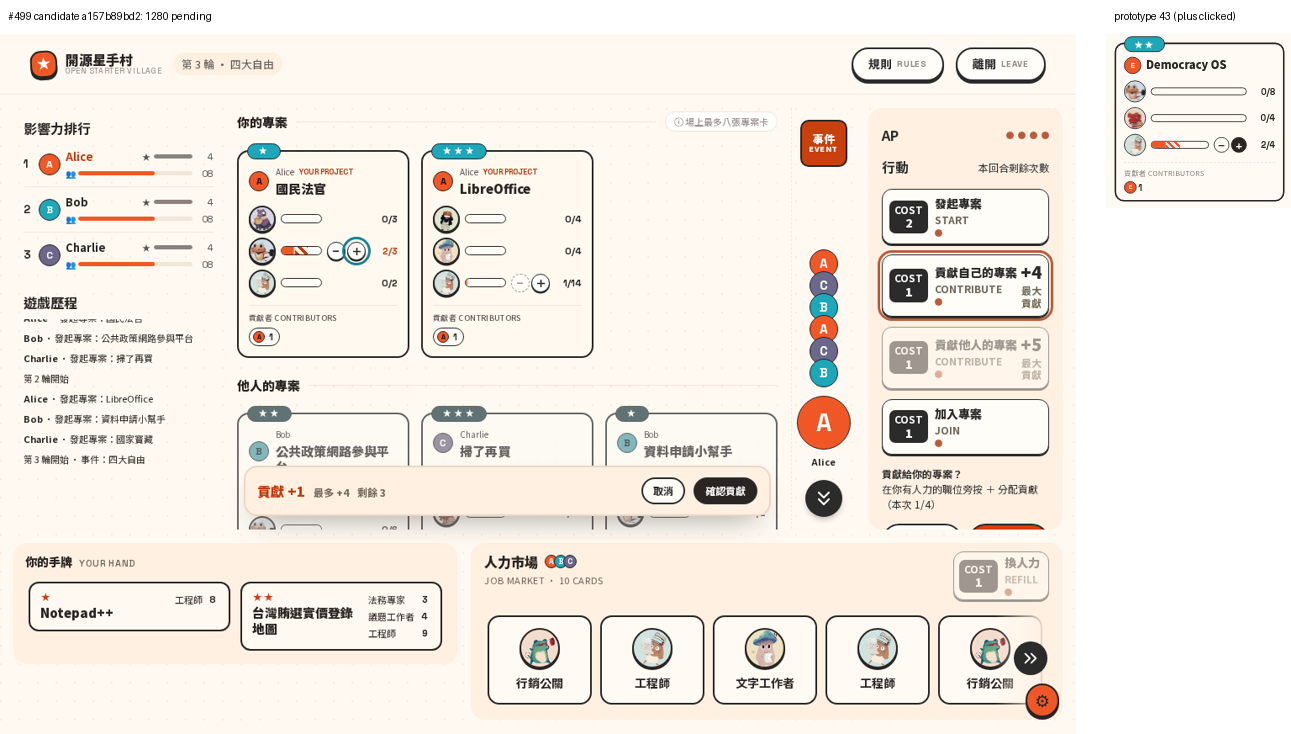 #499 candidate a157b89bd2: 1280 pending
prototype 43 (plusclicked)
開源星手村
OPEN STARTER VILLAGE
第 3 輪 · 四大自由
規則 RULES
離開 LEAVE
影響力排行
1 A Alice ★ 4
08
2 B Bob ★ 4
08
3 C Charlie ★ 4
08
遊戲歷程
Bob · 發起專案：公共政策網路參與平台
Charlie · 發起專案：掃了再買
第 2 輪開始
Alice · 發起專案：LibreOffice
Bob · 發起專案：資料申請小幫手
Charlie · 發起專案：國家寶藏
第 3 輪開始 · 事件：四大自由
你的專案
場上最多八張專案卡
★
A Alice YOUR PROJECT
國民法官
0/3
− + 2/3
0/2
貢獻者 CONTRIBUTORS
A 1
★ ★ ★
A Alice YOUR PROJECT
LibreOffice
0/4
0/4
− + 1/14
貢獻者 CONTRIBUTORS
A 1
他人的專案
★ ★
B Bob
公共政策網路參與平
★ ★ ★
C Charlie
掃了再買
★
B Bob
資料申請小幫手
貢獻 +1 最多 +4 剩餘 3
取消
確認貢獻
事件
EVENT
A
C
B
A
C
B
A
Alice
AP
行動
本回合剩餘次數
COST 2
發起專案
START
COST 1
貢獻自己的專案 +4
CONTRIBUTE 最大貢獻
COST 1
貢獻他人的專案 +5
CONTRIBUTE 最大貢獻
COST 1
加入專案
JOIN
貢獻給你的專案？
在你有人力的職位旁按 ＋ 分配貢獻
（本次 1/4）
你的手牌 YOUR HAND
★
Notepad++
工程師 8
★ ★
台灣賄選實價登錄
地圖
法務專家 3
議題工作者 4
工程師 9
人力市場 A B C
JOB MARKET · 10 CARDS
COST 1
換人力
REFILL
行銷公關
工程師
文字工作者
工程師
行銷公關
★ ★
E Democracy OS
0/8
0/4
− + 2/4
貢獻者 CONTRIBUTORS
E 1